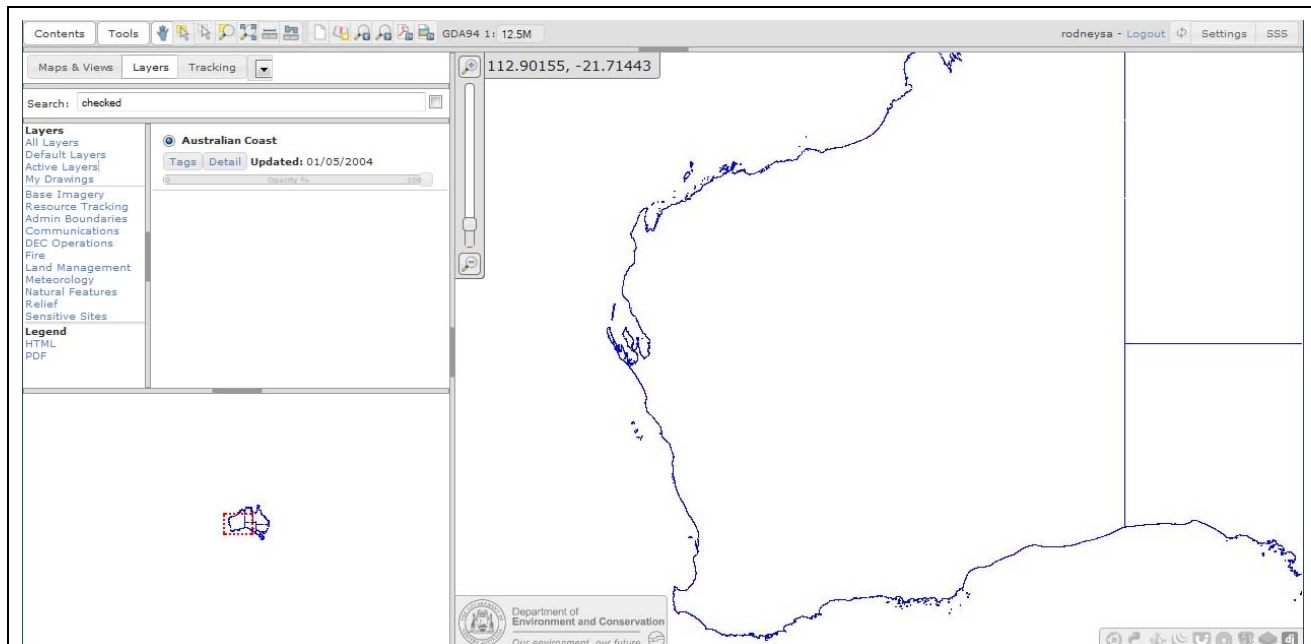 Contents Tools GDA94 1: 12.5M rodneysa - Logout Settings SSS
Maps & Views Layers Tracking
Search: checked
Layers
All Layers
Default Layers
Active Layers
My Drawings
Base Imagery
Resource Tracking
Admin Boundaries
Communications
DEC Operations
Fire
Land Management
Meteorology
Natural Features
Relief
Sensitive Sites
Legend
HTML
PDF
Australian Coast
Tags Detail Updated: 01/05/2004
0 Opacity % 100
112.90155, -21.71443
Department of
Environment and Conservation
Our environment, our future
dj